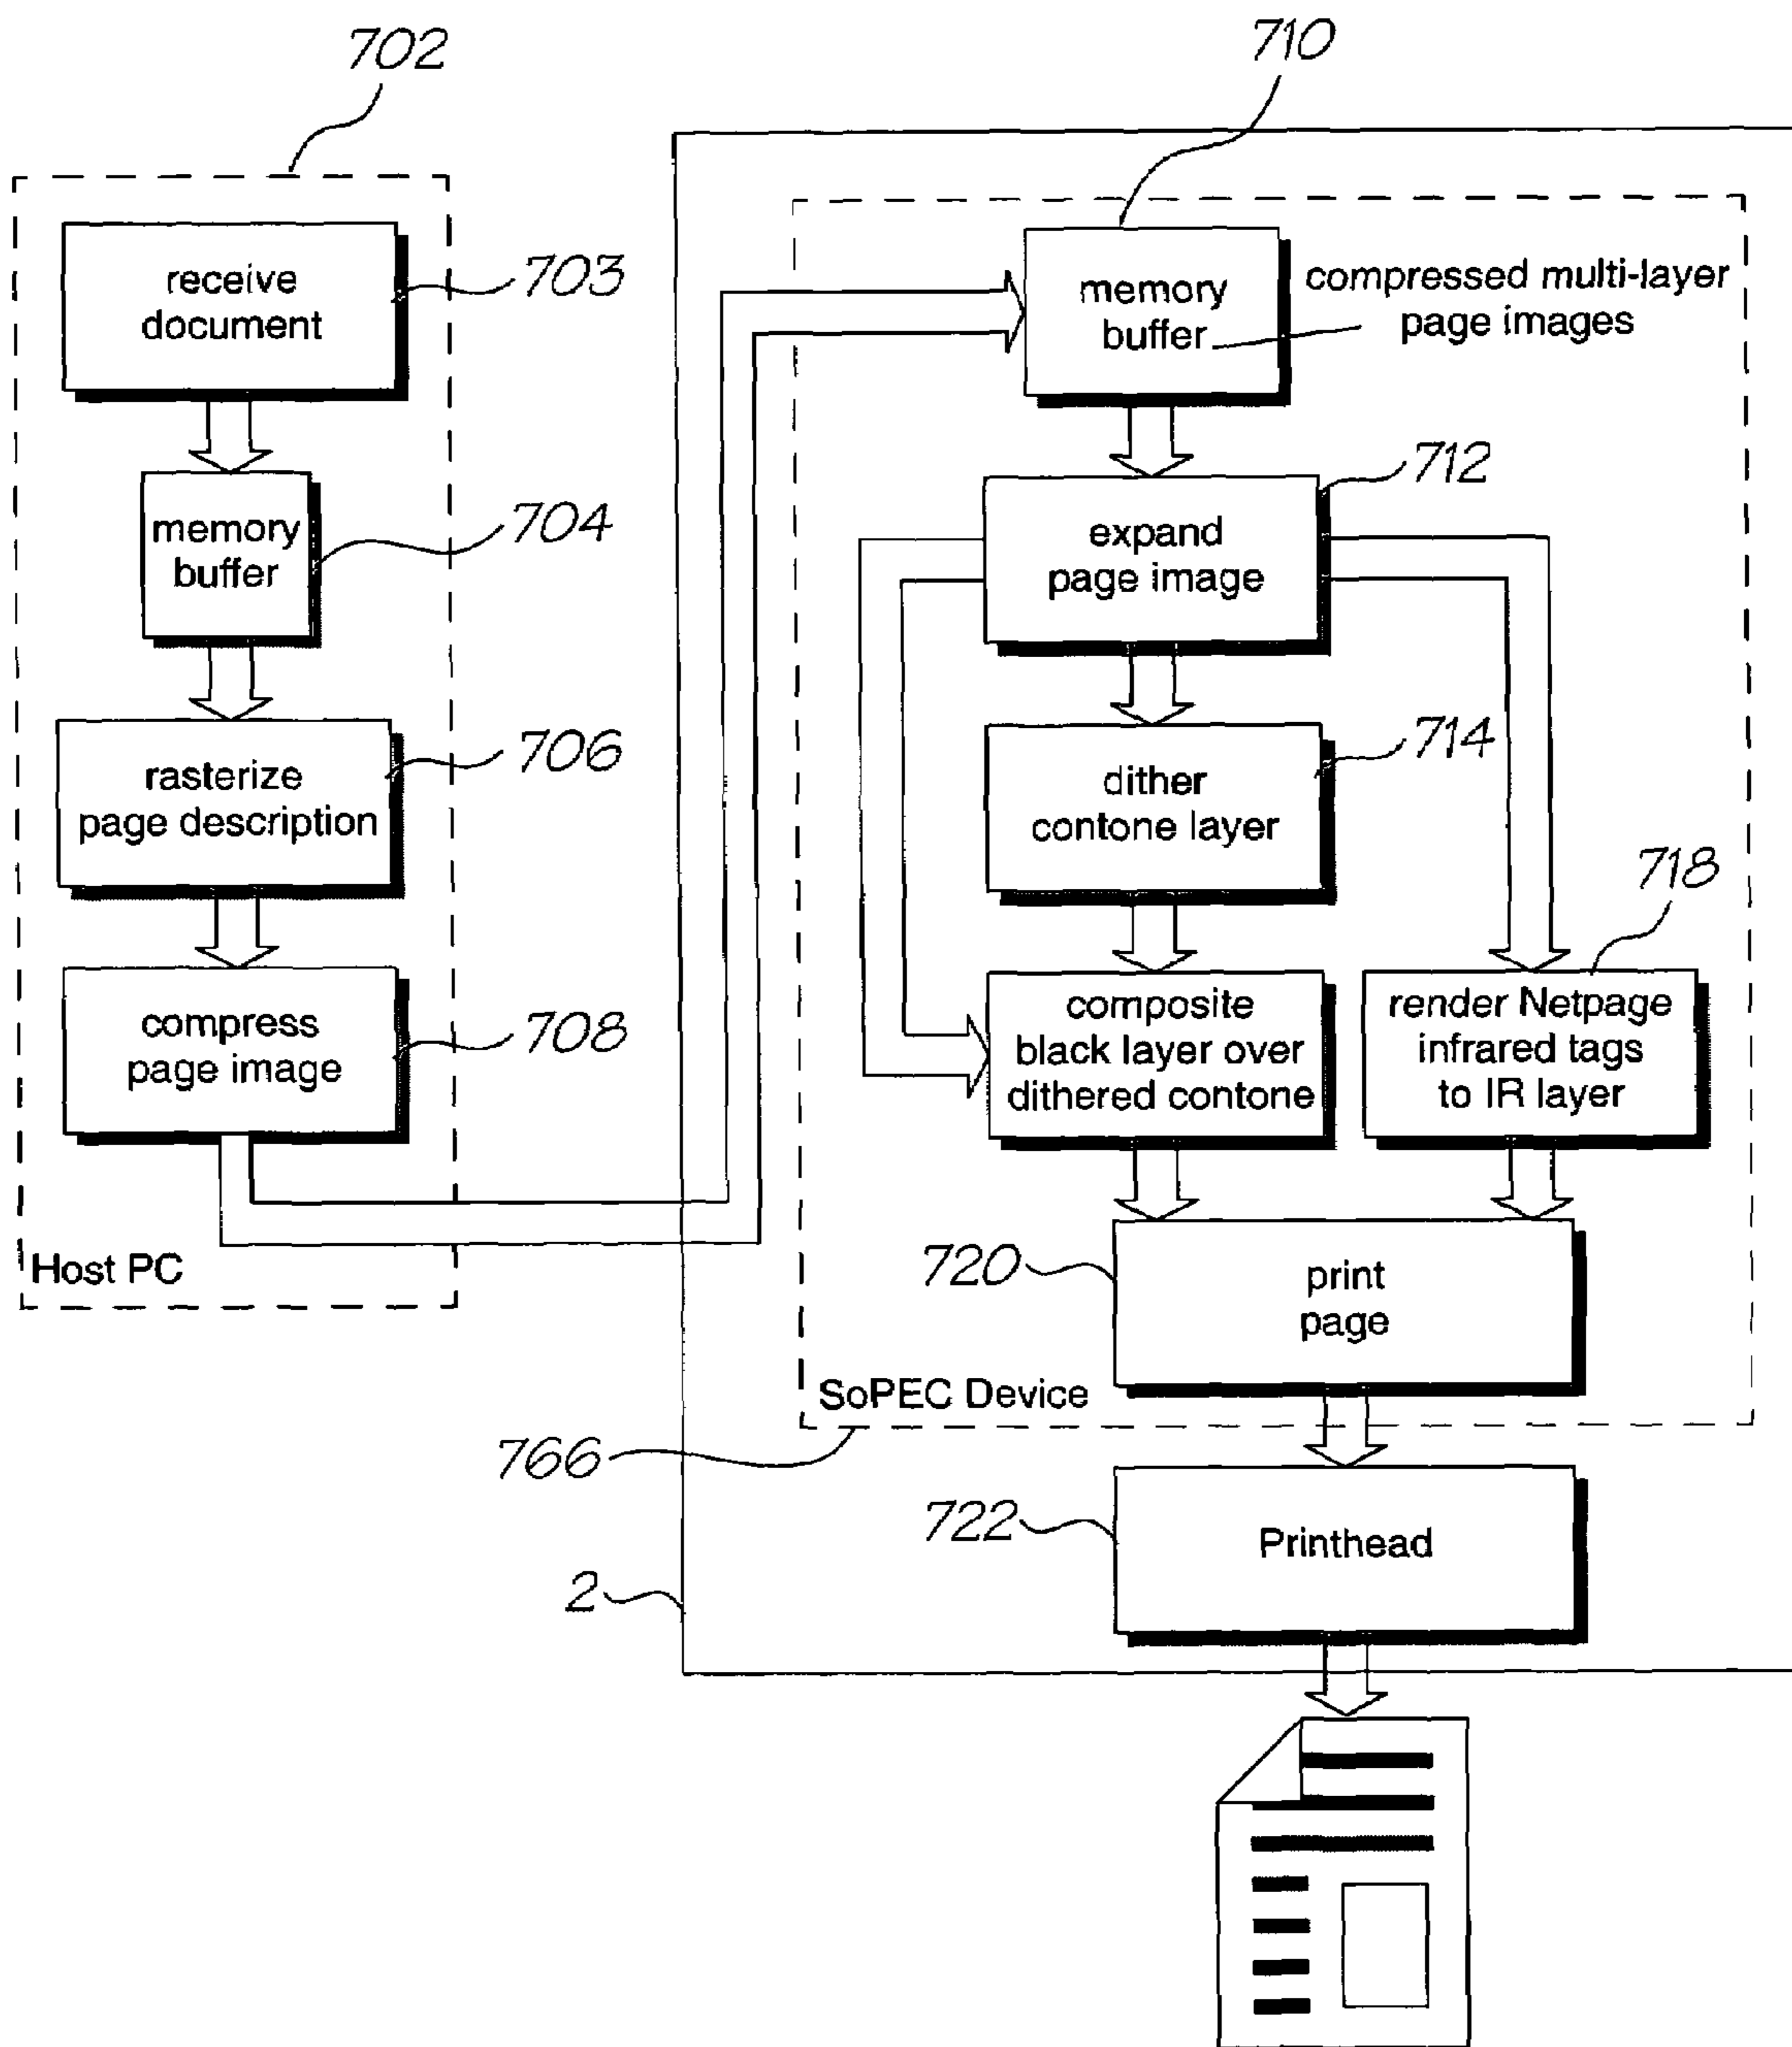 702
receive
document
703
memory
buffer
704
rasterize
page description
706
compress
page image
708
Host PC
710
memory
buffer
compressed multi-layer
page images
expand
page image
712
dither
contone layer
714
composite
black layer over
dithered contone
718
render Netpage
infrared tags
to IR layer
720
print
page
SoPEC Device
766
722
Printhead
2